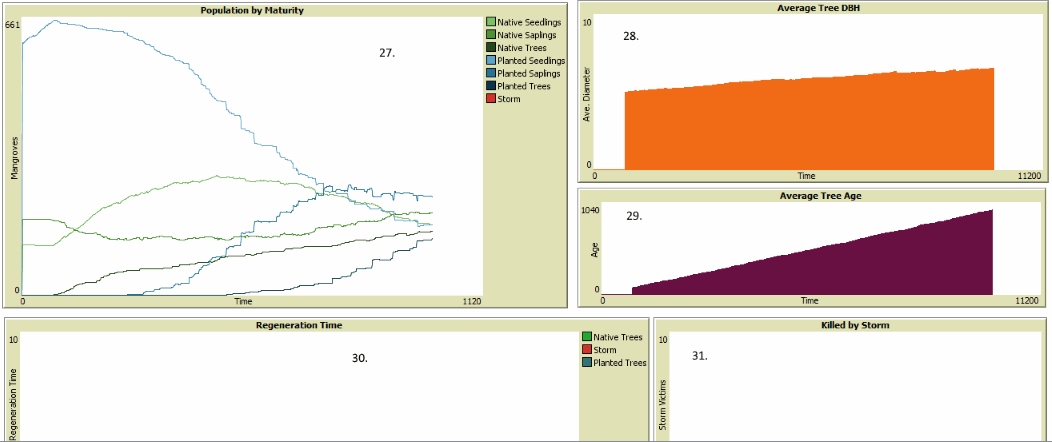 Population by Maturity
661
Mangroves
0
0
Time
1120
27.
Native Seedlings
Native Saplings
Native Trees
Planted Seedlings
Planted Saplings
Planted Trees
Storm
Average Tree DBH
10
Ave. Diameter
0
0
Time
11200
28.
Average Tree Age
1040
Age
0
0
Time
11200
29.
Regeneration Time
10
Regeneration Time
30.
Native Trees
Storm
Planted Trees
Killed by Storm
10
Storm Victims
31.